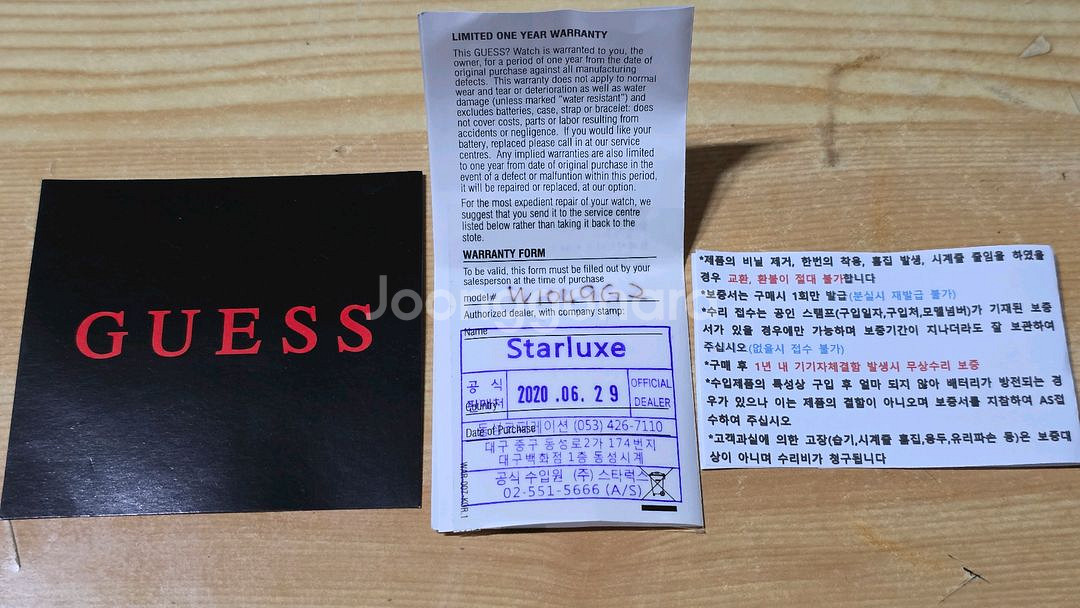 GUESS
LIMITED ONE YEAR WARRANTY
This GUESS? Watch is warranted to you, the
owner, for a period of one year from the date of
original purchase against all manufacturing
defects. This warranty does not apply to normal
wear and tear or deterioration as well as water
damage (unless marked "water resistant") and
excludes batteries, case, strap or bracelet: does
not cover costs, parts or labor resulting from
accidents or negligence. If you would like your
battery, replaced please call in at our service
centres. Any implied warranties are also limited
to one year from date of original purchase in the
event of a defect or malfuntion within this period,
it will be repaired or replaced, at our option.
For the most expedient repair of your watch, we
suggest that you send it to the service centre
listed below rather than taking it back to the
stote.
WARRANTY FORM
To be valid, this form must be filled out by your
salesperson at the time of purchase
model#
Authorized dealer, with company stamp:
Name
Starluxe
공 식
2020 .06. 29
OFFICIAL
DEALER
Country
Date of Purchase
(053) 426-7110
대구 중구 동성로2가 174번지
대구백화점 1층 동성시계
공식 수입원 (주) 스타럭스
02-551-5666 (A/S)
*제품의 비닐 제거, 한번의 착용, 흠집 발생, 시계줄 줄임을 하였을
경우 교환, 환불이 절대 불가합니다
*보증서는 구매시 1회만 발급(분실시 재발급 불가)
*수리 접수는 공인 스탬프(구입일자,구입처,모델넘버)가 기재된 보증
서가 있을 경우에만 가능하며 보증기간이 지나더라도 잘 보관하여
주십시오(없을시 접수 불가)
*구매 후 1년 내 기기자체결함 발생시 무상수리 보증
*수입제품의 특성상 구입 후 얼마 되지 않아 배터리가 방전되는 경
우가 있으나 이는 제품의 결함이 아니오며 보증서를 지참하여 AS접
수하여 주십시오
*고객과실에 의한 고장(습기,시계줄 흠집,용두,유리파손 등)은 보증대
상이 아니며 수리비가 청구됩니다